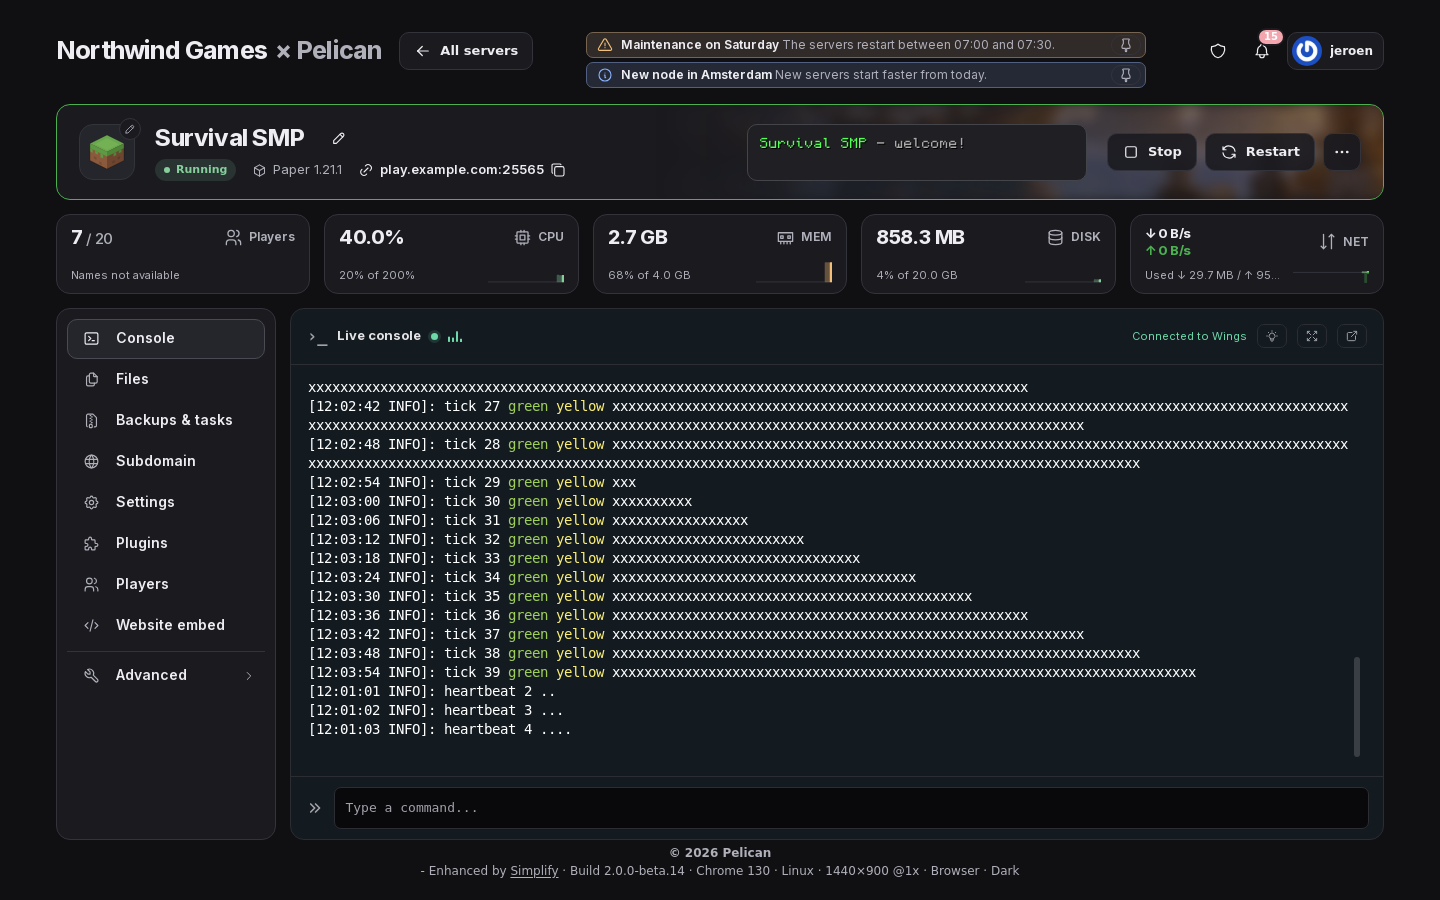 Northwind Games × Pelican
All servers
Maintenance on Saturday The servers restart between 07:00 and 07:30.
New node in Amsterdam New servers start faster from today.
15
jeroen
Survival SMP
Running
Paper 1.21.1
play.example.com:25565
Survival SMP - welcome!
Stop
Restart
7 / 20
Players
Names not available
40.0%
CPU
20% of 200%
2.7 GB
MEM
68% of 4.0 GB
858.3 MB
DISK
4% of 20.0 GB
↓ 0 B/s
↑ 0 B/s
NET
Used ↓ 29.7 MB / ↑ 95...
Console
Files
Backups & tasks
Subdomain
Settings
Plugins
Players
Website embed
Advanced
Live console
Connected to Wings
xxxxxxxxxxxxxxxxxxxxxxxxxxxxxxxxxxxxxxxxxxxxxxxxxxxxxxxxxxxxxxxxxxxxxxxxxxxxxxxxxxxxxxxxxx
[12:02:42 INFO]: tick 27 green yellow xxxxxxxxxxxxxxxxxxxxxxxxxxxxxxxxxxxxxxxxxxxxxxxxxxxxxxxxxxxxxxxxxxxxxxxxxxxxxxxxxxxxxxxxxxxx
xxxxxxxxxxxxxxxxxxxxxxxxxxxxxxxxxxxxxxxxxxxxxxxxxxxxxxxxxxxxxxxxxxxxxxxxxxxxxxxxxxxxxxxxxxxxxxxxx
[12:02:48 INFO]: tick 28 green yellow xxxxxxxxxxxxxxxxxxxxxxxxxxxxxxxxxxxxxxxxxxxxxxxxxxxxxxxxxxxxxxxxxxxxxxxxxxxxxxxxxxxxxxxxxxxx
xxxxxxxxxxxxxxxxxxxxxxxxxxxxxxxxxxxxxxxxxxxxxxxxxxxxxxxxxxxxxxxxxxxxxxxxxxxxxxxxxxxxxxxxxxxxxxxxxxxxxxxx
[12:02:54 INFO]: tick 29 green yellow xxx
[12:03:00 INFO]: tick 30 green yellow xxxxxxxxxx
[12:03:06 INFO]: tick 31 green yellow xxxxxxxxxxxxxxxxx
[12:03:12 INFO]: tick 32 green yellow xxxxxxxxxxxxxxxxxxxxxxxx
[12:03:18 INFO]: tick 33 green yellow xxxxxxxxxxxxxxxxxxxxxxxxxxxxxxx
[12:03:24 INFO]: tick 34 green yellow xxxxxxxxxxxxxxxxxxxxxxxxxxxxxxxxxxxxxx
[12:03:30 INFO]: tick 35 green yellow xxxxxxxxxxxxxxxxxxxxxxxxxxxxxxxxxxxxxxxxxxxxx
[12:03:36 INFO]: tick 36 green yellow xxxxxxxxxxxxxxxxxxxxxxxxxxxxxxxxxxxxxxxxxxxxxxxxxxxx
[12:03:42 INFO]: tick 37 green yellow xxxxxxxxxxxxxxxxxxxxxxxxxxxxxxxxxxxxxxxxxxxxxxxxxxxxxxxxxxx
[12:03:48 INFO]: tick 38 green yellow xxxxxxxxxxxxxxxxxxxxxxxxxxxxxxxxxxxxxxxxxxxxxxxxxxxxxxxxxxxxxxxxxx
[12:03:54 INFO]: tick 39 green yellow xxxxxxxxxxxxxxxxxxxxxxxxxxxxxxxxxxxxxxxxxxxxxxxxxxxxxxxxxxxxxxxxxxxxxxxxx
[12:01:01 INFO]: heartbeat 2 ..
[12:01:02 INFO]: heartbeat 3 ...
[12:01:03 INFO]: heartbeat 4 ....
Type a command...
© 2026 Pelican
- Enhanced by Simplify · Build 2.0.0-beta.14 · Chrome 130 · Linux · 1440×900 @1x · Browser · Dark